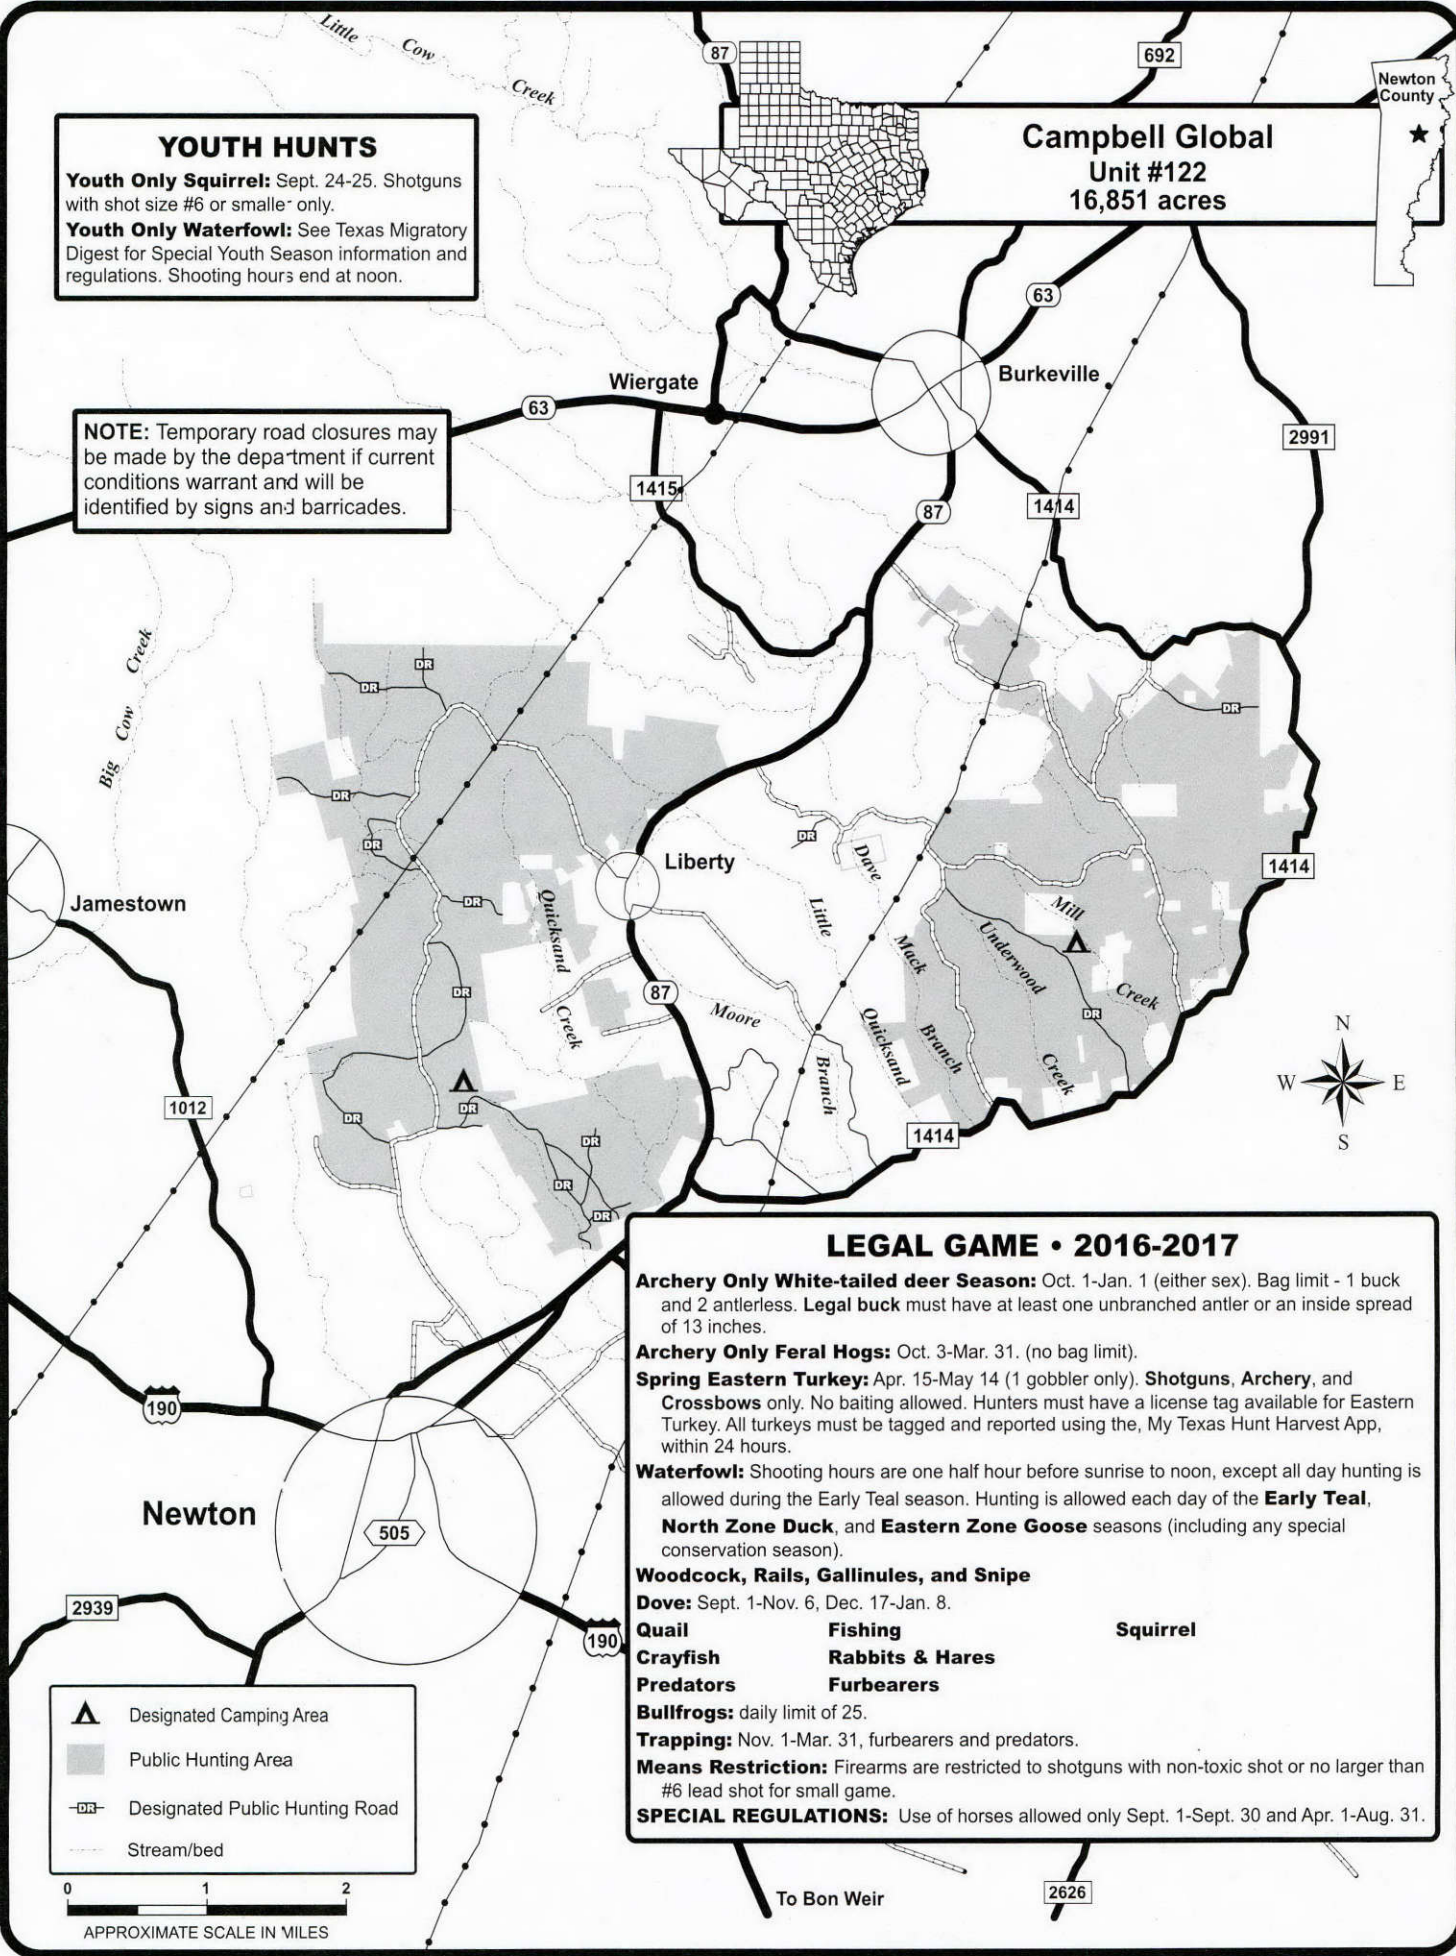 Little Cow Creek
87
692
Newton
County
Campbell Global
Unit #122
16,851 acres
YOUTH HUNTS
Youth Only Squirrel: Sept. 24-25. Shotguns
with shot size #6 or smaller only.
Youth Only Waterfowl: See Texas Migratory
Digest for Special Youth Season information and
regulations. Shooting hours end at noon.
63
Wiergate
Burkeville
63
NOTE: Temporary road closures may
be made by the department if current
conditions warrant and will be
identified by signs and barricades.
2991
1415
87
1414
Big Cow Creek
DR
DR
DR
DR
DR
DR
Liberty
Dave
1414
Jamestown
DR
Quicksand
Creek
Little
Quicksand
Mack
Branch
Underwood
Creek
Mill
Creek
DR
87
Moore
Branch
DR
N
W E
S
1012
DR
DR
DR
1414
DR
DR
LEGAL GAME • 2016-2017
Archery Only White-tailed deer Season: Oct. 1-Jan. 1 (either sex). Bag limit - 1 buck
and 2 antlerless. Legal buck must have at least one unbranched antler or an inside spread
of 13 inches.
Archery Only Feral Hogs: Oct. 3-Mar. 31. (no bag limit).
Spring Eastern Turkey: Apr. 15-May 14 (1 gobbler only). Shotguns, Archery, and
Crossbows only. No baiting allowed. Hunters must have a license tag available for Eastern
Turkey. All turkeys must be tagged and reported using the, My Texas Hunt Harvest App,
within 24 hours.
Waterfowl: Shooting hours are one half hour before sunrise to noon, except all day hunting is
allowed during the Early Teal season. Hunting is allowed each day of the Early Teal,
North Zone Duck, and Eastern Zone Goose seasons (including any special
conservation season).
Woodcock, Rails, Gallinules, and Snipe
Dove: Sept. 1-Nov. 6, Dec. 17-Jan. 8.
Quail Fishing Squirrel
Crayfish Rabbits & Hares
Predators Furbearers
Bullfrogs: daily limit of 25.
Trapping: Nov. 1-Mar. 31, furbearers and predators.
Means Restriction: Firearms are restricted to shotguns with non-toxic shot or no larger than
#6 lead shot for small game.
SPECIAL REGULATIONS: Use of horses allowed only Sept. 1-Sept. 30 and Apr. 1-Aug. 31.
190
Newton
505
2939
190
Designated Camping Area
Public Hunting Area
DR Designated Public Hunting Road
Stream/bed
0 1 2
APPROXIMATE SCALE IN MILES
To Bon Weir
2626